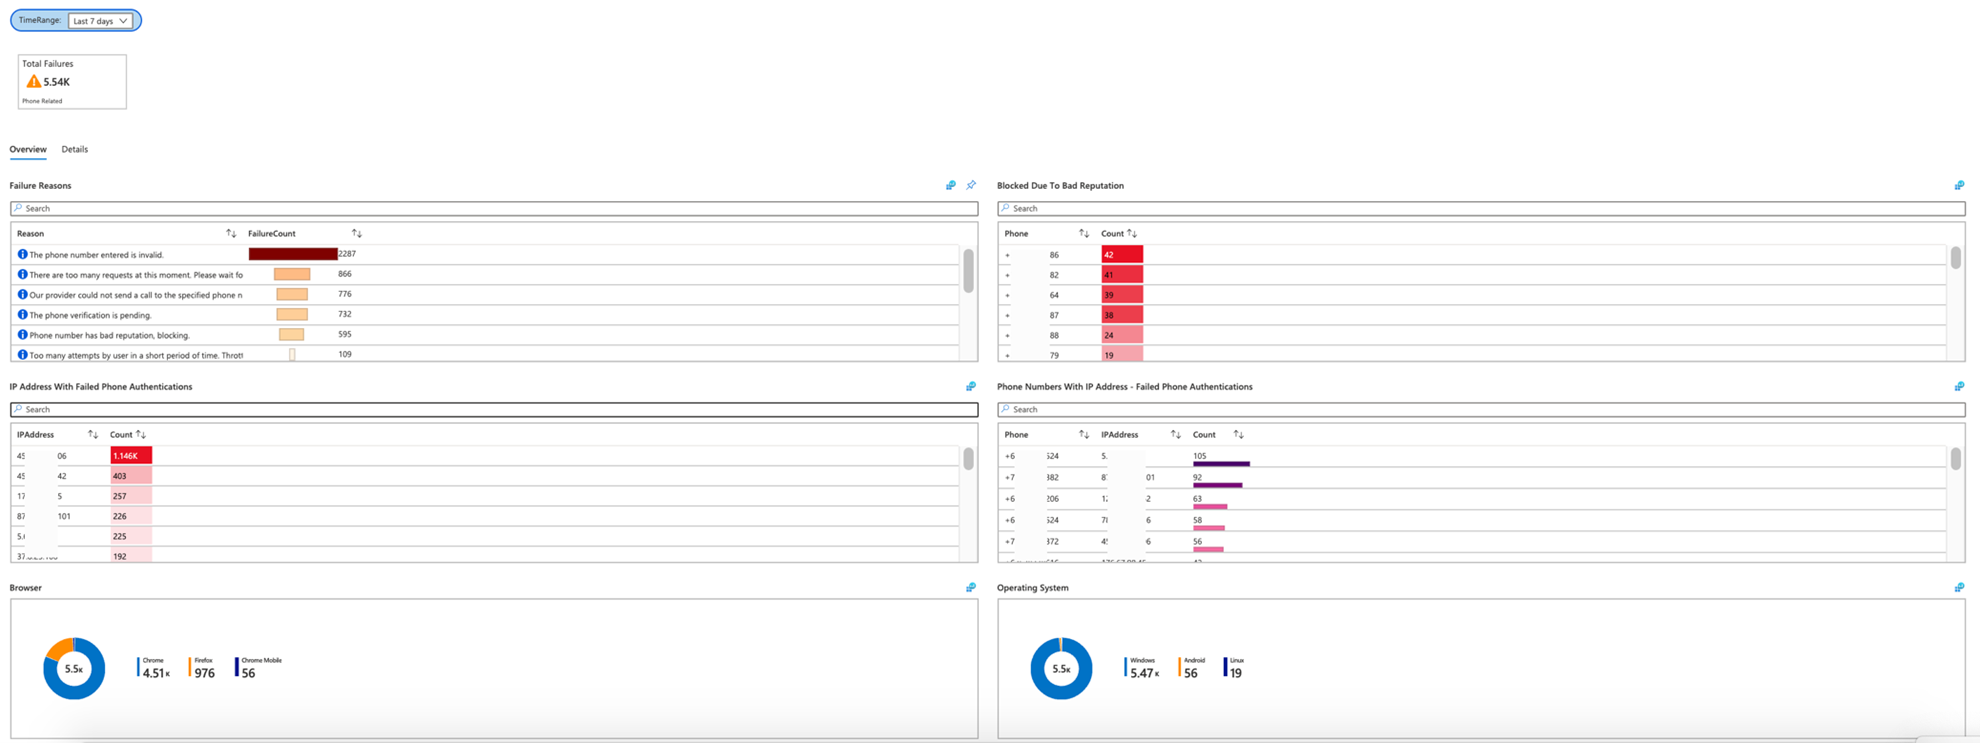 TimeRange: Last 7 days
Total Failures
5.54K
Phone Related
Overview Details
Failure Reasons
Search
Reason FailureCount
The phone number entered is invalid. 2287
There are too many requests at this moment. Please wait fo 866
Our provider could not send a call to the specified phone n 776
The phone verification is pending. 732
Phone number has bad reputation, blocking. 595
Too many attempts by user in a short period of time. Thrott 109
Blocked Due To Bad Reputation
Search
Phone Count
+ 86 42
+ 82 41
+ 64 39
+ 87 38
+ 88 24
+ 79 19
IP Address With Failed Phone Authentications
Search
IPAddress Count
45 06 1.146K
45 42 403
17 5 257
87 101 226
5. 225
37. 192
Phone Numbers With IP Address - Failed Phone Authentications
Search
Phone IPAddress Count
+6 524 5. 105
+7 382 87 01 92
+6 206 12 2 63
+6 524 78 6 58
+7 372 45 6 56
Browser
5.5K
Chrome
4.51K
Firefox
976
Chrome Mobile
56
Operating System
5.5K
Windows
5.47K
Android
56
Linux
19